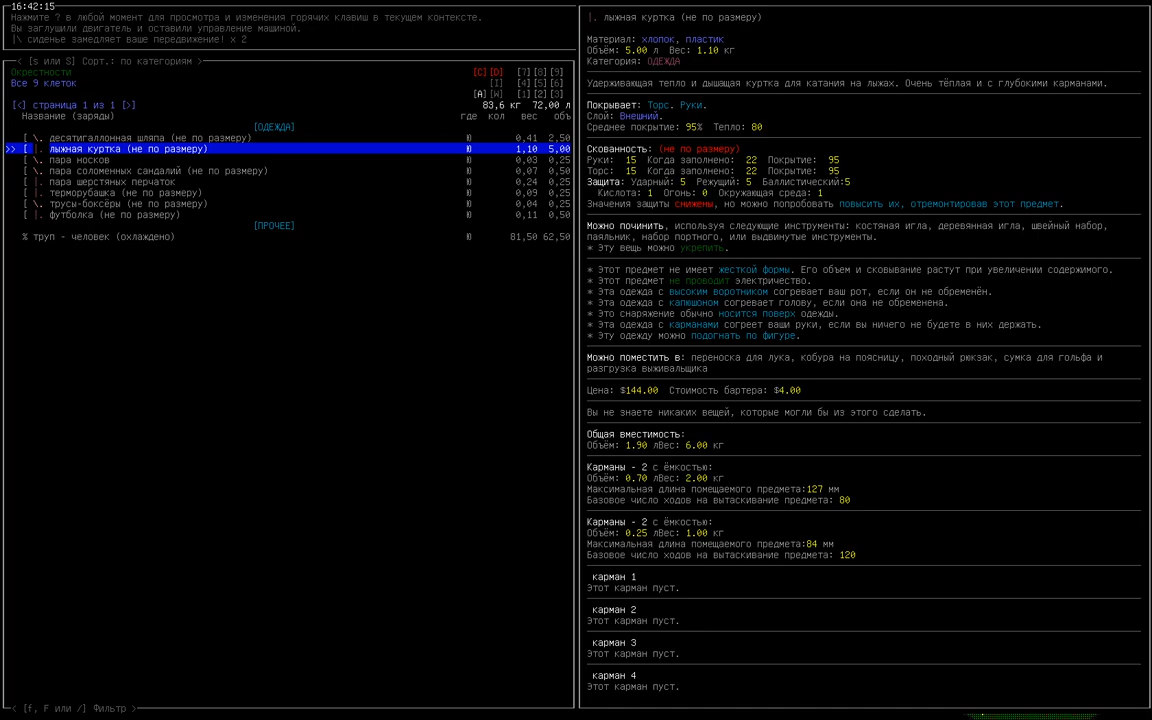 16:42:15
Нажмите ? в любой момент для просмотра и изменения горячих клавиш в текущем контексте.
Вы заглушили двигатель и оставили управление машиной.
|\ сиденье замедляет ваше передвижение! x 2
< [s или S] Сорт.: по категориям >
Окрестности [C][D] [7][8][9]
Все 9 клеток [I] [4][5][6]
[A][W] [1][2][3]
[<] страница 1 из 1 [>] 83,6 кг 72,00 л
Название (заряды) где кол вес объ
[ОДЕЖДА]
[ \. десятигаллонная шляпа (не по размеру) 0,41 2,50
>> [ |. лыжная куртка (не по размеру) 1,10 5,00
[ \. пара носков 0,03 0,25
[ \. пара соломенных сандалий (не по размеру) 0,07 0,50
[ |. пара шерстяных перчаток 0,24 0,25
[ |. терморубашка (не по размеру) 0,09 0,25
[ \. трусы-боксёры (не по размеру) 0,04 0,25
[ |. футболка (не по размеру) 0,11 0,50
[ПРОЧЕЕ]
% труп - человек (охлаждено) 81,50 62,50
< [f, F или /] Фильтр >
|. лыжная куртка (не по размеру)
Материал: хлопок, пластик
Объём: 5.00 л Вес: 1.10 кг
Категория: ОДЕЖДА
Удерживающая тепло и дышащая куртка для катания на лыжах. Очень тёплая и с глубокими карманами.
Покрывает: Торс. Руки.
Слой: Внешний.
Среднее покрытие: 95% Тепло: 80
Скованность: (не по размеру)
Руки: 15 Когда заполнено: 22 Покрытие: 95
Торс: 15 Когда заполнено: 22 Покрытие: 95
Защита: Ударный: 5 Режущий: 5 Баллистический:5
Кислота: 1 Огонь: 0 Окружающая среда: 1
Значения защиты снижены, но можно попробовать повысить их, отремонтировав этот предмет.
Можно починить, используя следующие инструменты: костяная игла, деревянная игла, швейный набор,
паяльник, набор портного, или выдвинутые инструменты.
* Эту вещь можно укрепить.
* Этот предмет не имеет жесткой формы. Его объем и сковывание растут при увеличении содержимого.
* Этот предмет не проводит электричество.
* Эта одежда с высоким воротником согревает ваш рот, если он не обременён.
* Эта одежда с капюшоном согревает голову, если она не обременена.
* Это снаряжение обычно носится поверх одежды.
* Эта одежда с карманами согреет ваши руки, если вы ничего не будете в них держать.
* Эту одежду можно подогнать по фигуре.
Можно поместить в: переноска для лука, кобура на поясницу, походный рюкзак, сумка для гольфа и
разгрузка выживальщика
Цена: $144.00 Стоимость бартера: $4.00
Вы не знаете никаких вещей, которые могли бы из этого сделать.
Общая вместимость:
Объём: 1.90 лВес: 6.00 кг
Карманы - 2 с ёмкостью:
Объём: 0.70 лВес: 2.00 кг
Максимальная длина помещаемого предмета:127 мм
Базовое число ходов на вытаскивание предмета: 80
Карманы - 2 с ёмкостью:
Объём: 0.25 лВес: 1.00 кг
Максимальная длина помещаемого предмета:84 мм
Базовое число ходов на вытаскивание предмета: 120
карман 1
Этот карман пуст.
карман 2
Этот карман пуст.
карман 3
Этот карман пуст.
карман 4
Этот карман пуст.